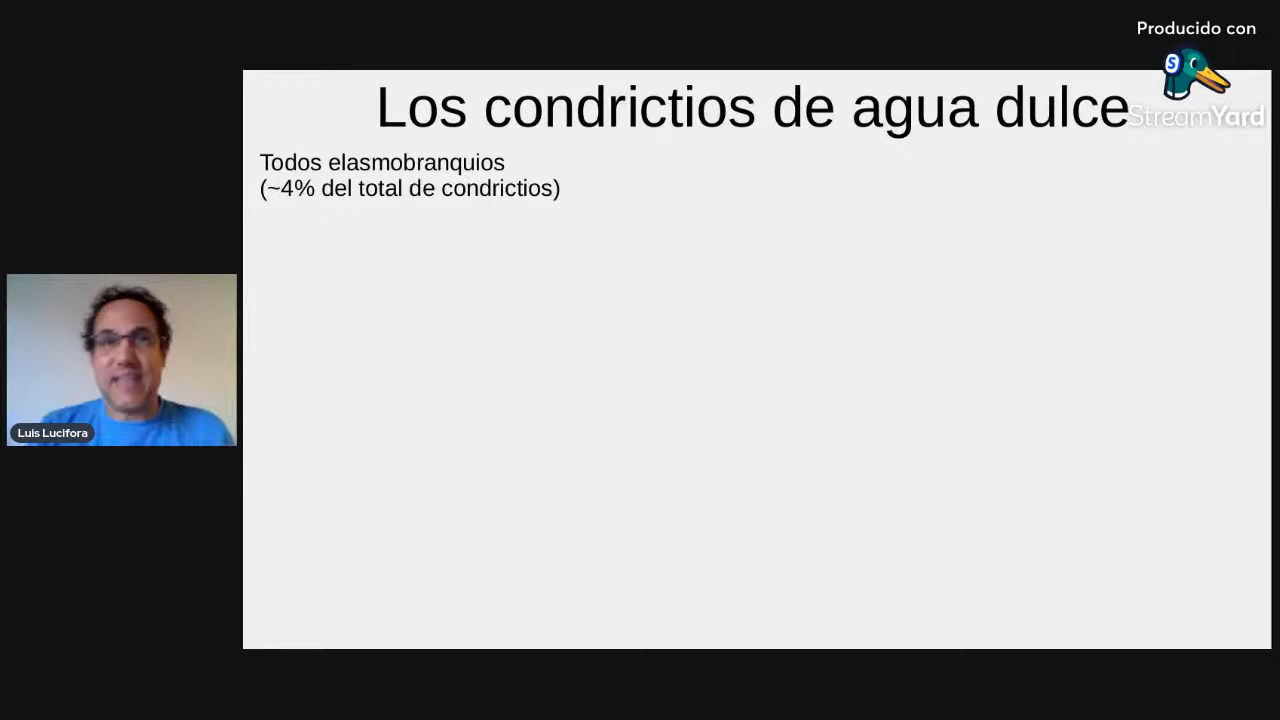 Producido con
S
StreamYard
Los condrictios de agua dulce
Todos elasmobranquios
(~4% del total de condrictios)
Luis Lucifora